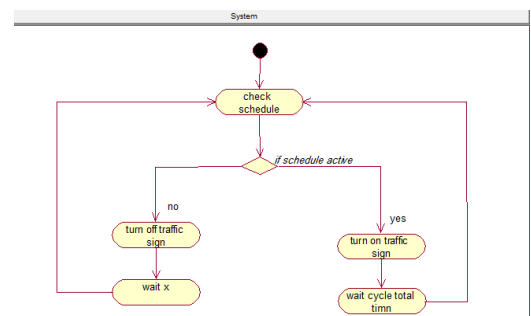 System
check
schedule
if schedule active
no
yes
turn off traffic
sign
turn on traffic
sign
wait x
wait cycle total
timn